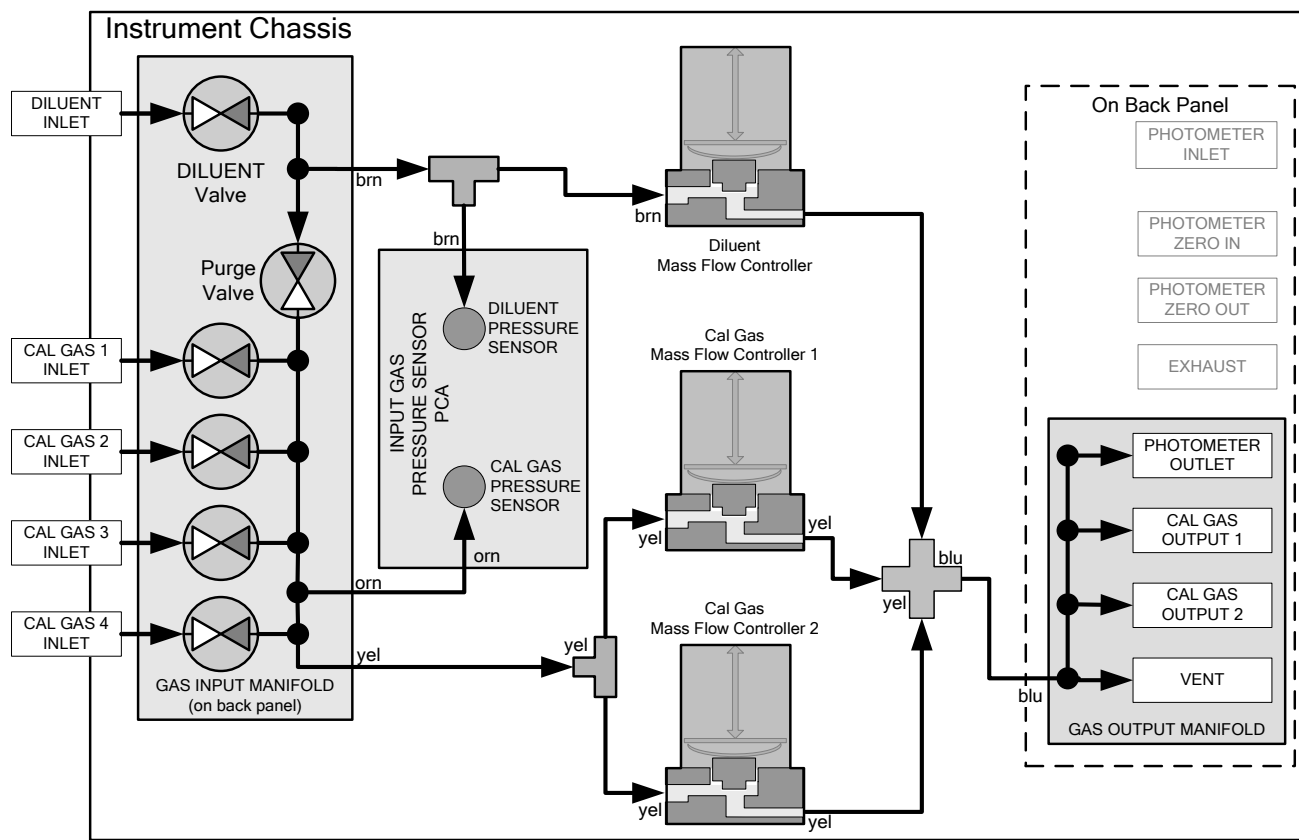 Instrument Chassis
DILUENT
INLET
DILUENT
Valve
Purge
Valve
CAL GAS 1
INLET
CAL GAS 2
INLET
CAL GAS 3
INLET
CAL GAS 4
INLET
GAS INPUT MANIFOLD
(on back panel)
brn
brn
brn
orn
orn
yel
yel
INPUT GAS
PRESSURE SENSOR
PCA
DILUENT
PRESSURE
SENSOR
CAL GAS
PRESSURE
SENSOR
Diluent
Mass Flow Controller
Cal Gas
Mass Flow Controller 1
yel
yel
Cal Gas
Mass Flow Controller 2
yel
yel
yel
blu
blu
On Back Panel
PHOTOMETER
INLET
PHOTOMETER
ZERO IN
PHOTOMETER
ZERO OUT
EXHAUST
PHOTOMETER
OUTLET
CAL GAS
OUTPUT 1
CAL GAS
OUTPUT 2
VENT
GAS OUTPUT MANIFOLD